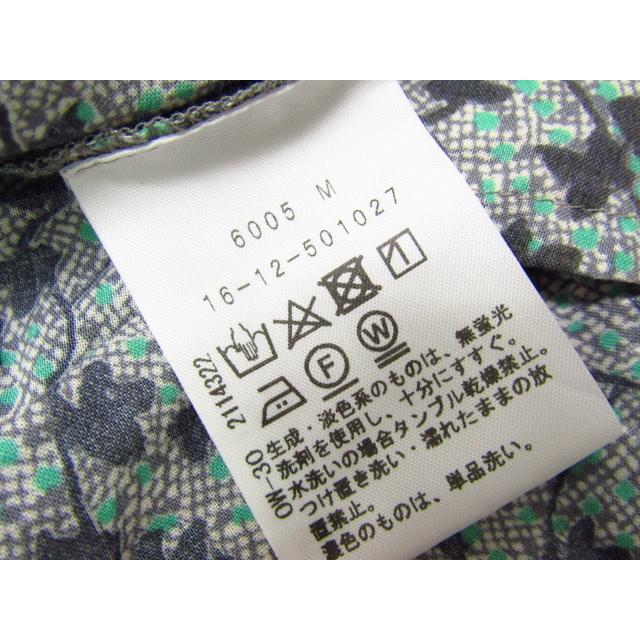 6005 M
16-12-501027
2114322
F
W
OW-30
生成・淡色系のものは、無蛍光
洗剤を使用し、十分にすすぐ。
水洗いの場合タンブル乾燥禁止。
つけ置き洗い・濡れたままの放
置禁止。
色のものは、単品洗い。